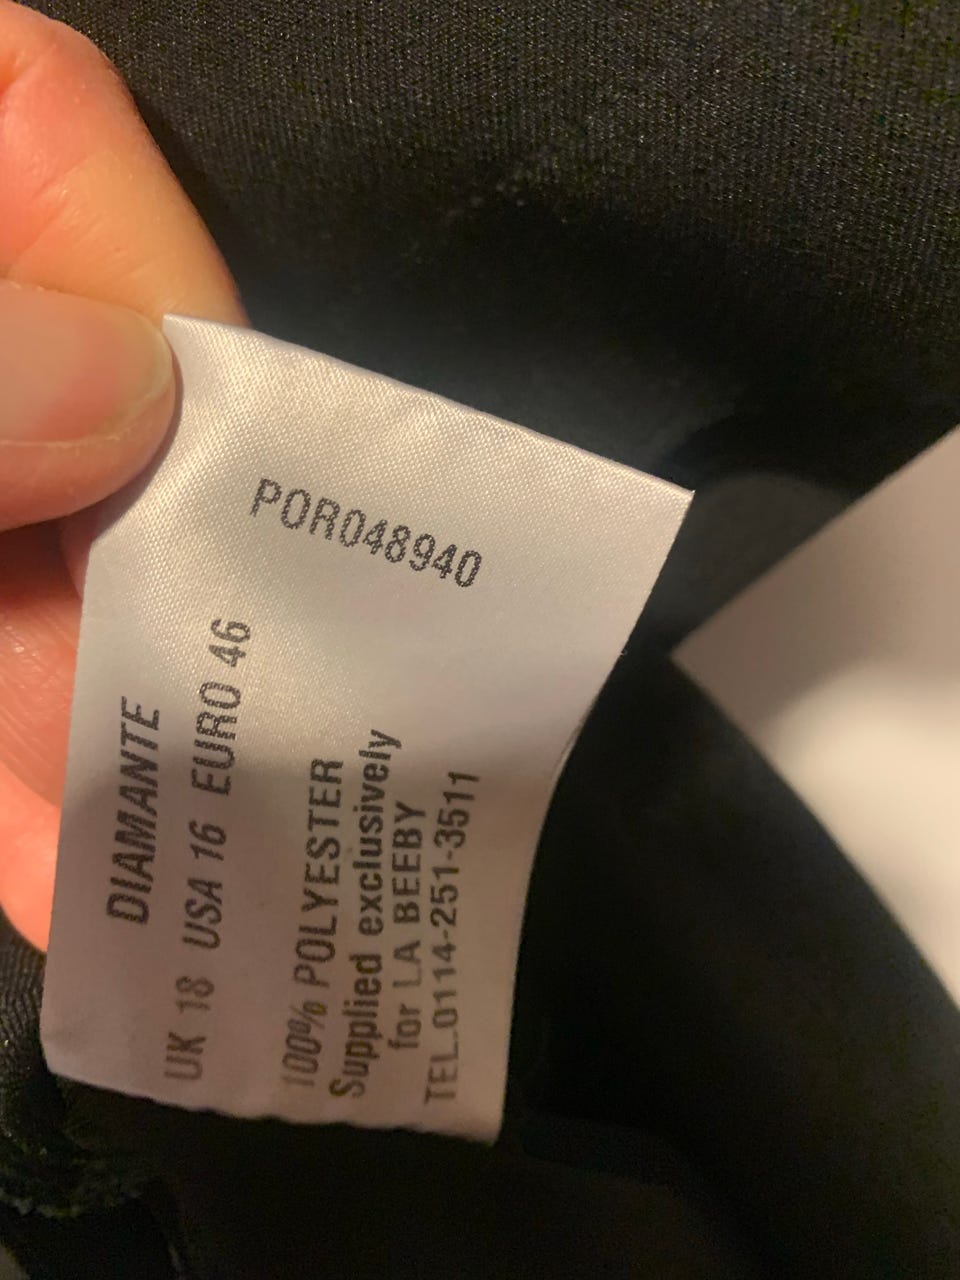 POR048940
DIAMANTE
UK 18 USA 16 EURO 46
100% POLYESTER
Supplied exclusively
for LA BEEBY
TEL.0114-251-3511